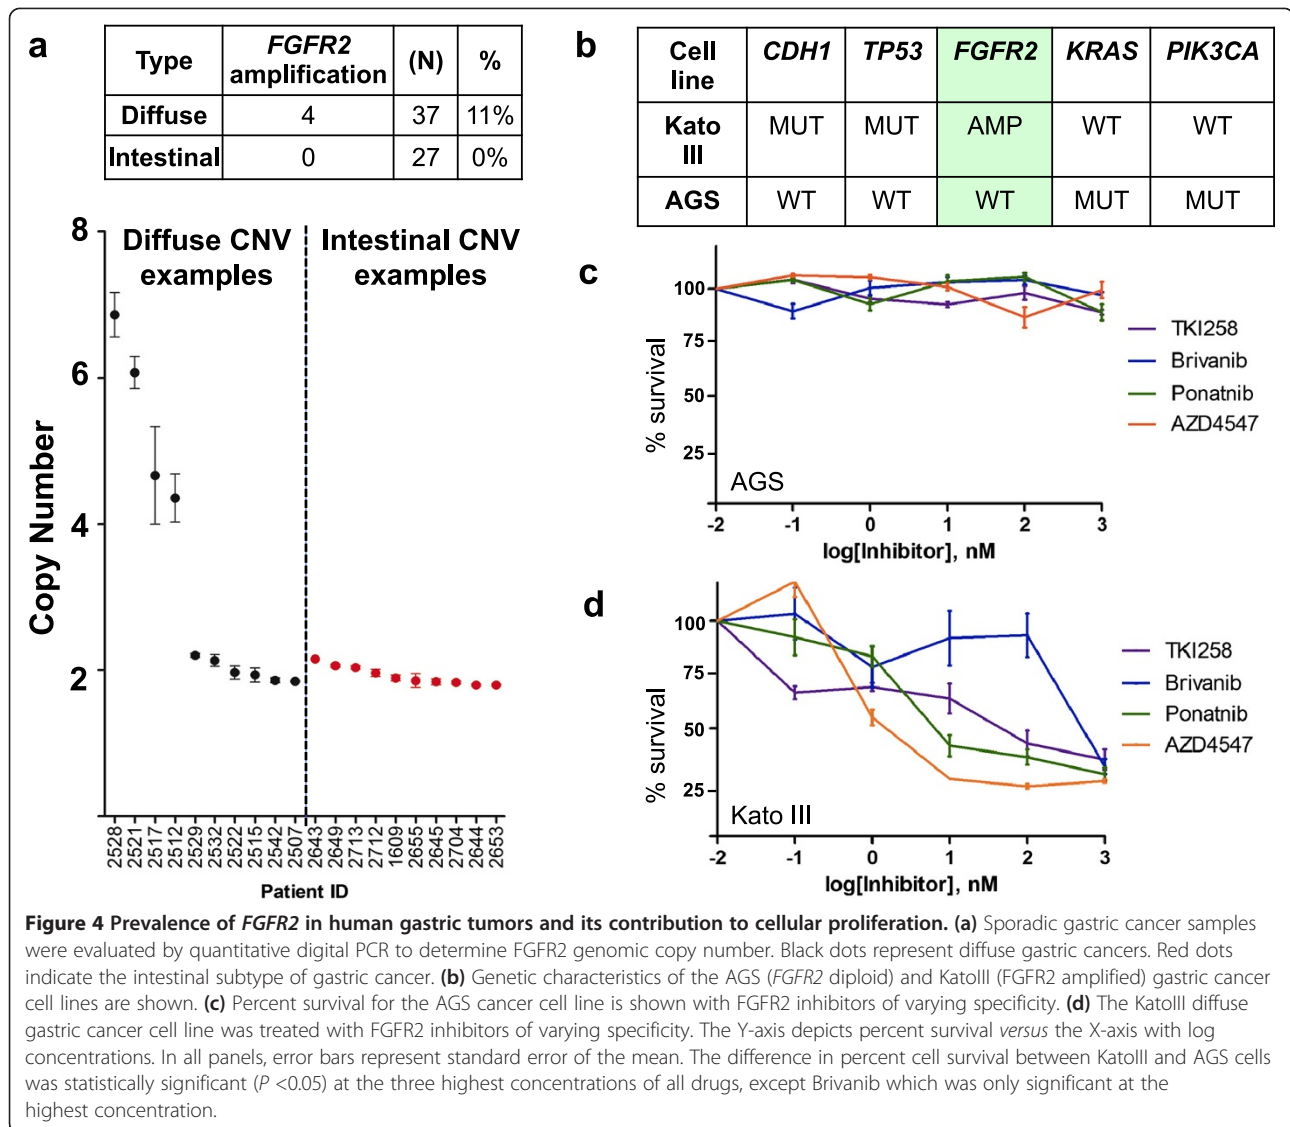 a
Type FGFR2 amplification (N) %
Diffuse 4 37 11%
Intestinal 0 27 0%
8
6
4
2
Copy Number
Diffuse CNV examples
Intestinal CNV examples
2528 2521 2517 2512 2529 2532 2522 2515 2542 2507 2643 2649 2713 2712 1609 2655 2645 2704 2644 2653
Patient ID
b
Cell line CDH1 TP53 FGFR2 KRAS PIK3CA
Kato III MUT MUT AMP WT WT
AGS WT WT WT MUT MUT
c
100
75
50
25
% survival
AGS
-2 -1 0 1 2 3
log[Inhibitor], nM
TKI258
Brivanib
Ponatnib
AZD4547
d
100
75
50
25
% survival
Kato III
-2 -1 0 1 2 3
log[Inhibitor], nM
TKI258
Brivanib
Ponatnib
AZD4547
Figure 4 Prevalence of FGFR2 in human gastric tumors and its contribution to cellular proliferation. (a) Sporadic gastric cancer samples
were evaluated by quantitative digital PCR to determine FGFR2 genomic copy number. Black dots represent diffuse gastric cancers. Red dots
indicate the intestinal subtype of gastric cancer. (b) Genetic characteristics of the AGS (FGFR2 diploid) and KatoIII (FGFR2 amplified) gastric cancer
cell lines are shown. (c) Percent survival for the AGS cancer cell line is shown with FGFR2 inhibitors of varying specificity. (d) The KatoIII diffuse
gastric cancer cell line was treated with FGFR2 inhibitors of varying specificity. The Y-axis depicts percent survival versus the X-axis with log
concentrations. In all panels, error bars represent standard error of the mean. The difference in percent cell survival between KatoIII and AGS cells
was statistically significant (P <0.05) at the three highest concentrations of all drugs, except Brivanib which was only significant at the
highest concentration.